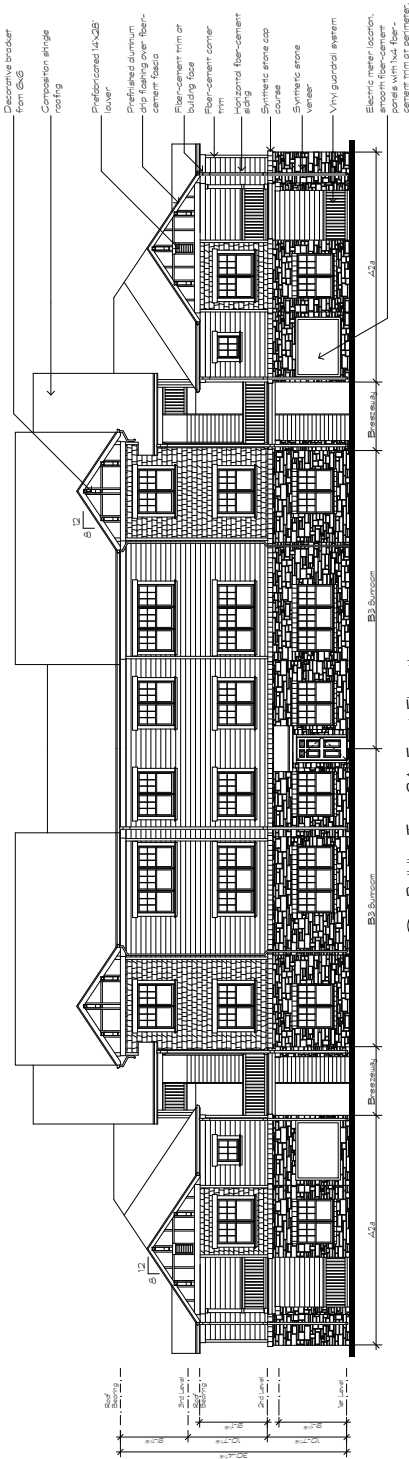 Decorative bracket
from 6x6
Composition shingle
roofing
Prefabricated 14"x28"
louver
Prefinished aluminum
drip flashing over fiber-
cement fascia
Fiber-cement trim at
building face
Fiber-cement corner
trim
Horizontal fiber-cement
siding
Synthetic stone cap
course
Synthetic stone
veneer
Vinyl guardrail system
Electric meter location,
smooth fiber-cement
panels with 1x4 fiber-
cement trim at perimeter.
12
8
12
8
A2a
Breezeway
B3 Sunroom
B3 Sunroom
Breezeway
A2a
Roof
Bearing
3rd Level
Roof
Bearing
2nd Level
1st Level